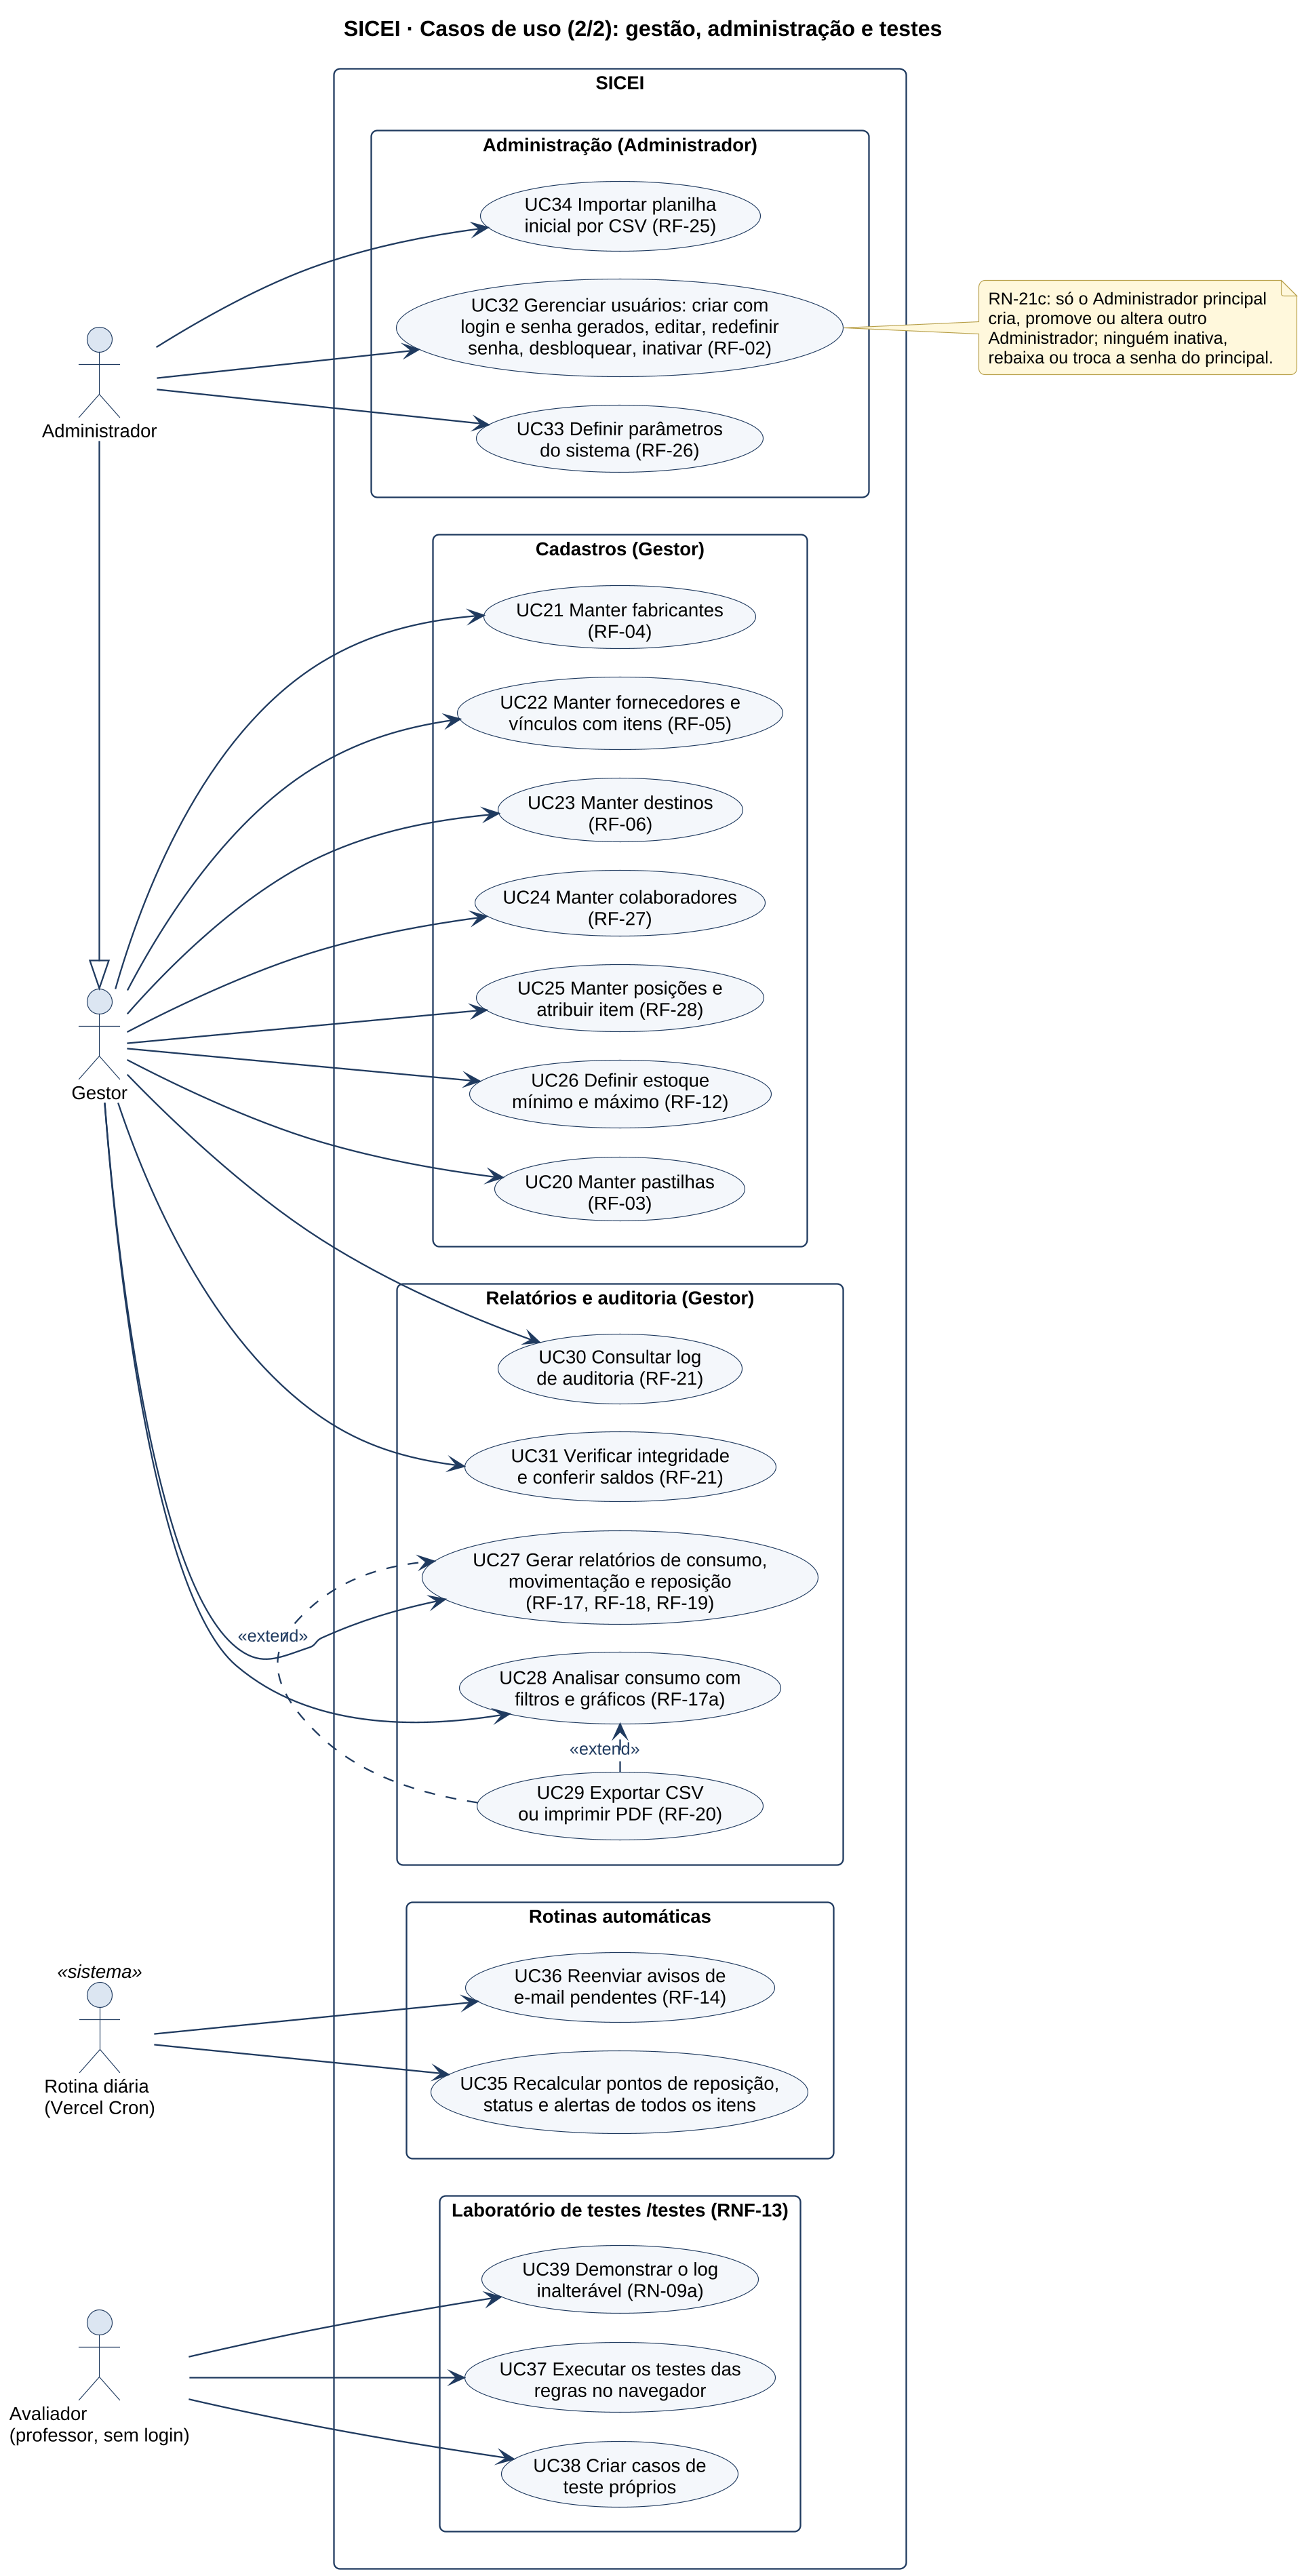 SICEI · Casos de uso (2/2): gestão, administração e testes
SICEI
Administração (Administrador)
UC34 Importar planilha
inicial por CSV (RF-25)
UC32 Gerenciar usuários: criar com
login e senha gerados, editar, redefinir
senha, desbloquear, inativar (RF-02)
RN-21c: só o Administrador principal
cria, promove ou altera outro
Administrador; ninguém inativa,
rebaixa ou troca a senha do principal.
UC33 Definir parâmetros
do sistema (RF-26)
Administrador
Cadastros (Gestor)
UC21 Manter fabricantes
(RF-04)
UC22 Manter fornecedores e
vínculos com itens (RF-05)
UC23 Manter destinos
(RF-06)
UC24 Manter colaboradores
(RF-27)
UC25 Manter posições e
atribuir item (RF-28)
Gestor
UC26 Definir estoque
mínimo e máximo (RF-12)
UC20 Manter pastilhas
(RF-03)
Relatórios e auditoria (Gestor)
UC30 Consultar log
de auditoria (RF-21)
UC31 Verificar integridade
e conferir saldos (RF-21)
UC27 Gerar relatórios de consumo,
movimentação e reposição
(RF-17, RF-18, RF-19)
«extend»
UC28 Analisar consumo com
filtros e gráficos (RF-17a)
«extend»
UC29 Exportar CSV
ou imprimir PDF (RF-20)
Rotinas automáticas
«sistema»
UC36 Reenviar avisos de
e-mail pendentes (RF-14)
Rotina diária
(Vercel Cron)
UC35 Recalcular pontos de reposição,
status e alertas de todos os itens
Laboratório de testes /testes (RNF-13)
UC39 Demonstrar o log
inalterável (RN-09a)
UC37 Executar os testes das
regras no navegador
Avaliador
(professor, sem login)
UC38 Criar casos de
teste próprios